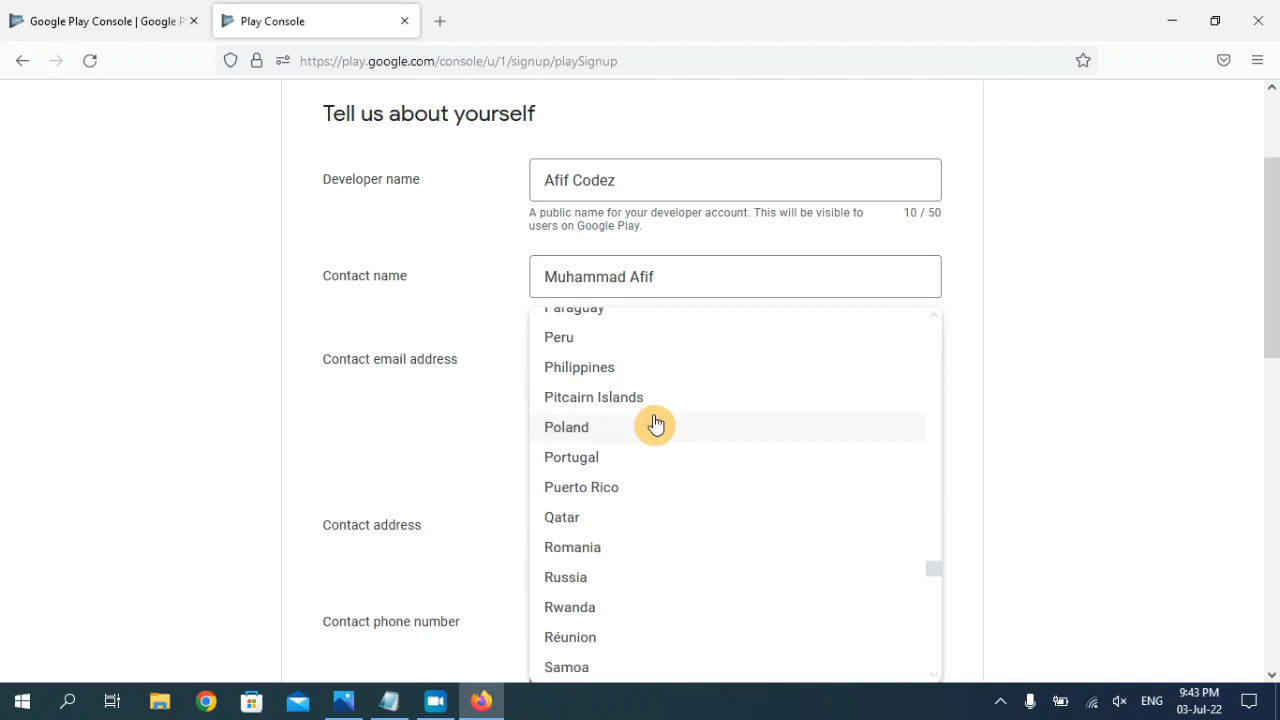 Google Play Console | Google P
Play Console
https://play.google.com/console/u/1/signup/playSignup
Tell us about yourself
Developer name
Afif Codez
A public name for your developer account. This will be visible to
users on Google Play.
10 / 50
Contact name
Muhammad Afif
Contact email address
Paraguay
Peru
Philippines
Pitcairn Islands
Poland
Portugal
Puerto Rico
Qatar
Romania
Russia
Rwanda
Réunion
Samoa
Contact address
Contact phone number
ENG
9:43 PM
03-Jul-22